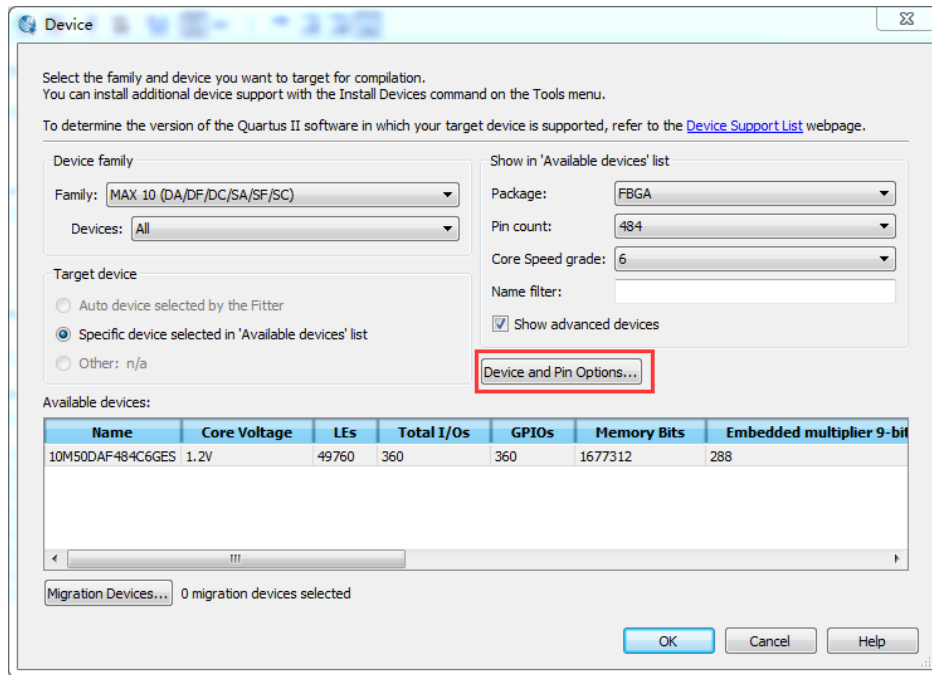 Device
Select the family and device you want to target for compilation.
You can install additional device support with the Install Devices command on the Tools menu.
To determine the version of the Quartus II software in which your target device is supported, refer to the Device Support List webpage.
Device family
Family: MAX 10 (DA/DF/DC/SA/SF/SC)
Devices: All
Target device
Auto device selected by the Fitter
Specific device selected in 'Available devices' list
Other: n/a
Show in 'Available devices' list
Package: FBGA
Pin count: 484
Core Speed grade: 6
Name filter:
Show advanced devices
Device and Pin Options...
Available devices:
Name Core Voltage LEs Total I/Os GPIOs Memory Bits Embedded multiplier 9-bit
10M50DAF484C6GES 1.2V 49760 360 360 1677312 288
Migration Devices... 0 migration devices selected
OK Cancel Help